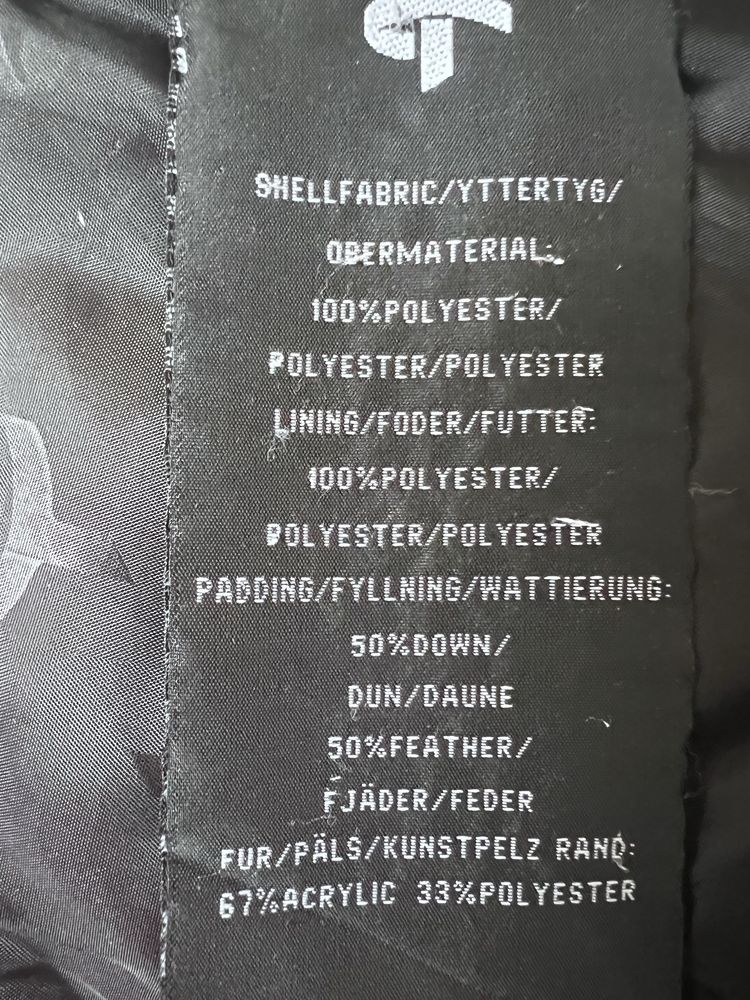 SHELLFABRIC/YTTERTYG/
OBERMATERIAL:
100%POLYESTER/
POLYESTER/POLYESTER
LINING/FODER/FUTTER:
100%POLYESTER/
POLYESTER/POLYESTER
PADDING/FYLLNING/WATTIERUNG:
50%DOWN/
DUN/DAUNE
50%FEATHER/
FJÄDER/FEDER
FUR/PÄLS/KUNSTPELZ RAND:
67%ACRYLIC 33%POLYESTER